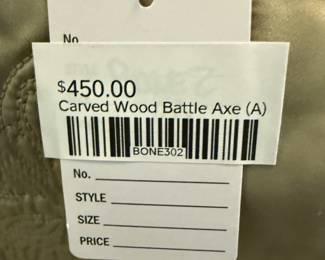 No.
$450.00
Carved Wood Battle Axe (A)
BONE302
No.
STYLE
SIZE
PRICE